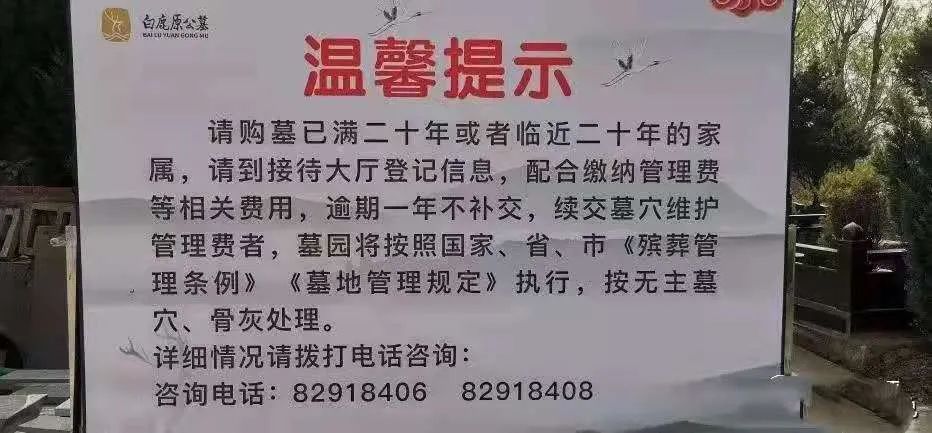 白鹿原公墓
BAI LU YUAN GONG MU
温馨提示
请购墓已满二十年或者临近二十年的家
属，请到接待大厅登记信息，配合缴纳管理费
等相关费用，逾期一年不补交，续交墓穴维护
管理费者，墓园将按照国家、省、市《殡葬管
理条例》《墓地管理规定》执行，按无主墓
穴、骨灰处理。
详细情况请拨打电话咨询：
咨询电话：82918406 82918408